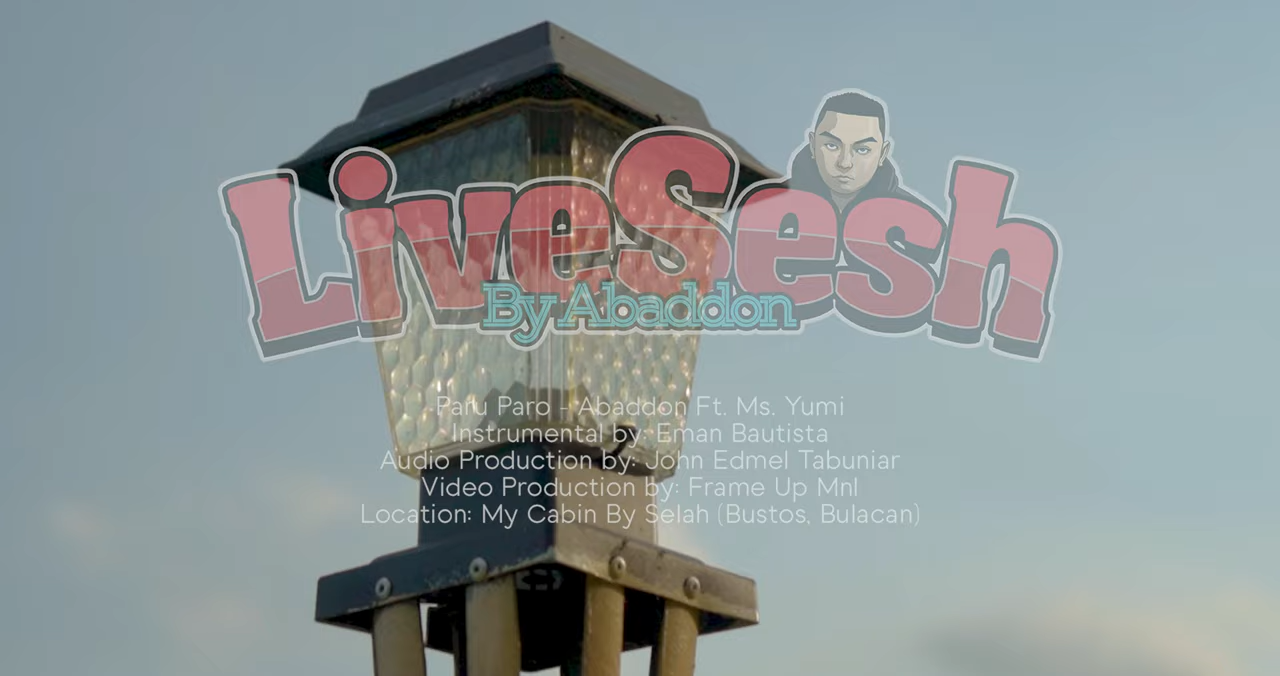 LiveSesh
By Abaddon
Paru Paro - Abaddon Ft. Ms. Yumi
Instrumental by: Eman Bautista
Audio Production by: John Edmel Tabuniar
Video Production by: Frame Up Mnl
Location: My Cabin By Selah (Bustos, Bulacan)